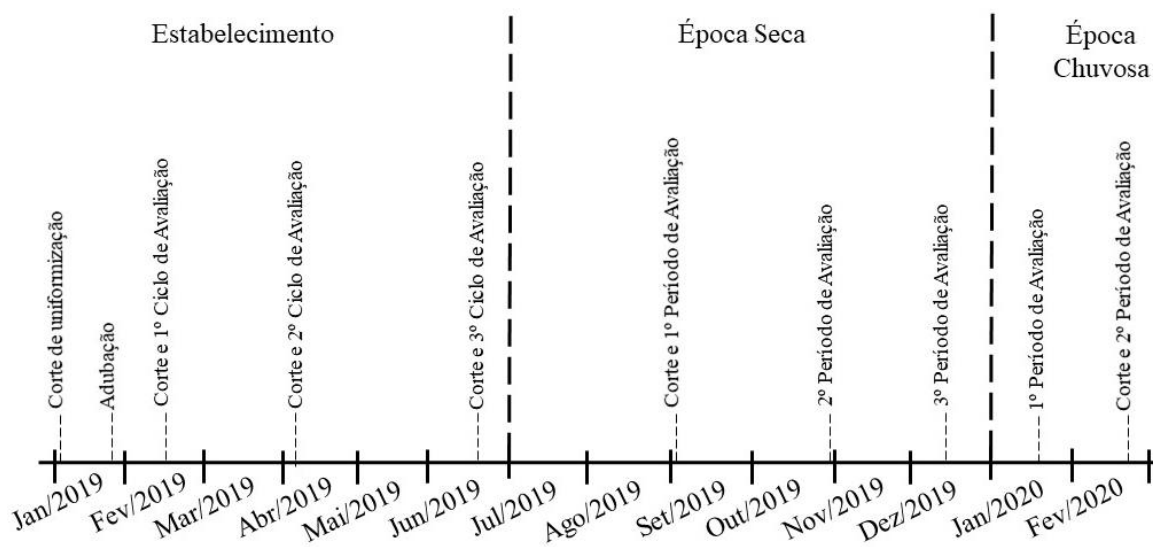 Estabelecimento
Época Seca
Época
Chuvosa
Corte de uniformização
Adubação
Corte e 1º Ciclo de Avaliação
Corte e 2º Ciclo de Avaliação
Corte e 3º Ciclo de Avaliação
Corte e 1º Período de Avaliação
2º Período de Avaliação
3º Período de Avaliação
1º Período de Avaliação
Corte e 2º Período de Avaliação
Jan/2019
Fev/2019
Mar/2019
Abr/2019
Mai/2019
Jun/2019
Jul/2019
Ago/2019
Set/2019
Out/2019
Nov/2019
Dez/2019
Jan/2020
Fev/2020